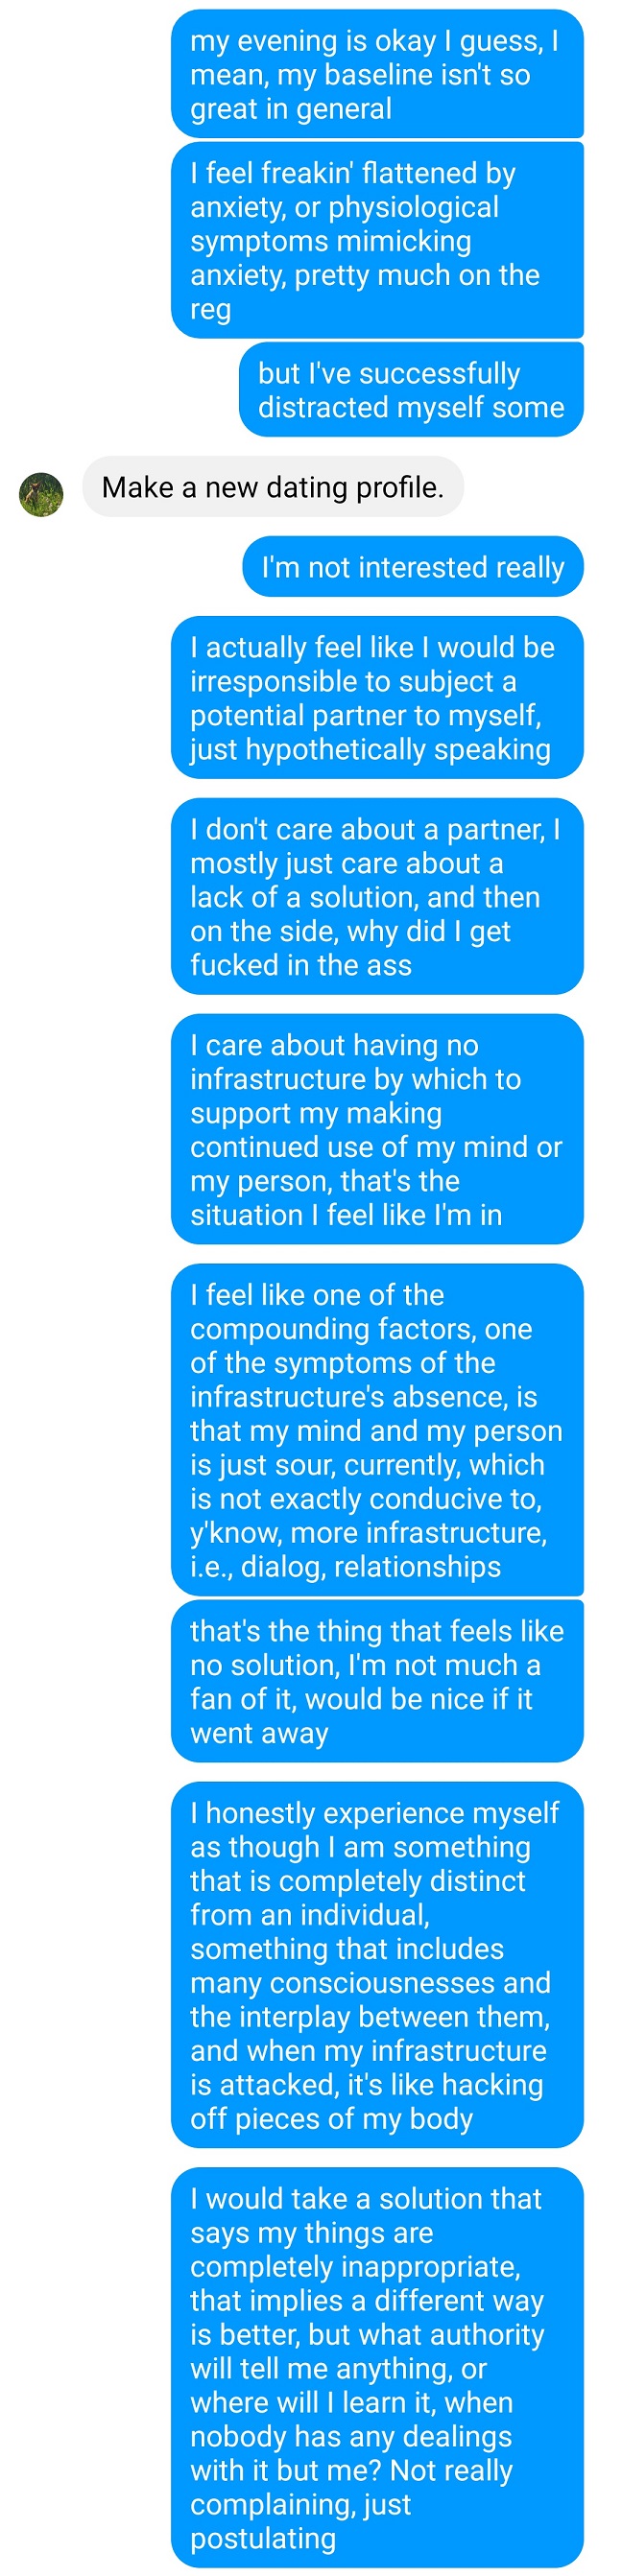 my evening is okay I guess, I
mean, my baseline isn't so
great in general
I feel freakin' flattened by
anxiety, or physiological
symptoms mimicking
anxiety, pretty much on the
reg
but I've successfully
distracted myself some
Make a new dating profile.
I'm not interested really
I actually feel like I would be
irresponsible to subject a
potential partner to myself,
just hypothetically speaking
I don't care about a partner, I
mostly just care about a
lack of a solution, and then
on the side, why did I get
fucked in the ass
I care about having no
infrastructure by which to
support my making
continued use of my mind or
my person, that's the
situation I feel like I'm in
I feel like one of the
compounding factors, one
of the symptoms of the
infrastructure's absence, is
that my mind and my person
is just sour, currently, which
is not exactly conducive to,
y'know, more infrastructure,
i.e., dialog, relationships
that's the thing that feels like
no solution, I'm not much a
fan of it, would be nice if it
went away
I honestly experience myself
as though I am something
that is completely distinct
from an individual,
something that includes
many consciousnesses and
the interplay between them,
and when my infrastructure
is attacked, it's like hacking
off pieces of my body
I would take a solution that
says my things are
completely inappropriate,
that implies a different way
is better, but what authority
will tell me anything, or
where will I learn it, when
nobody has any dealings
with it but me? Not really
complaining, just
postulating